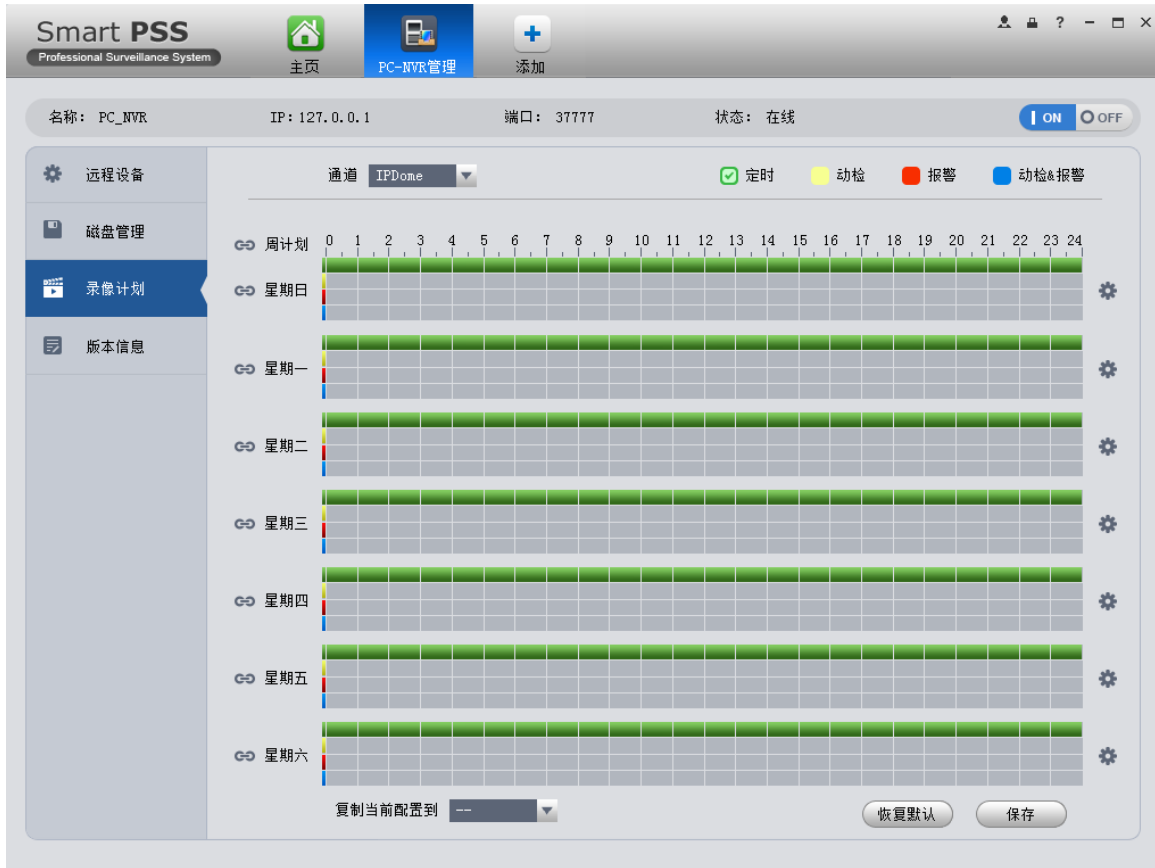 Smart PSS
Professional Surveillance System
主页
PC-NVR管理
添加
?
名称: PC_NVR IP:127.0.0.1 端口: 37777 状态: 在线 ON OFF
远程设备
磁盘管理
录像计划
版本信息
通道 IPDome 定时 动检 报警 动检&报警
周计划 0 1 2 3 4 5 6 7 8 9 10 11 12 13 14 15 16 17 18 19 20 21 22 23 24
星期日
星期一
星期二
星期三
星期四
星期五
星期六
复制当前配置到 -- 恢复默认 保存